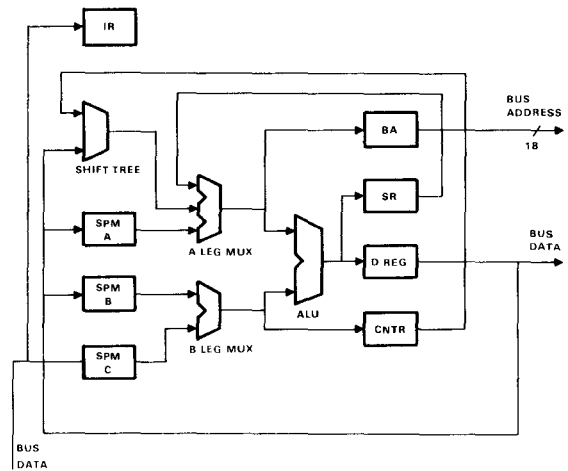 IR
BUS
ADDRESS
BA
18
SHIFT TREE
SR
SPM
A
A LEG MUX
BUS
DATA
D REG
SPM
B
ALU
CNTR
B LEG MUX
SPM
C
BUS
DATA